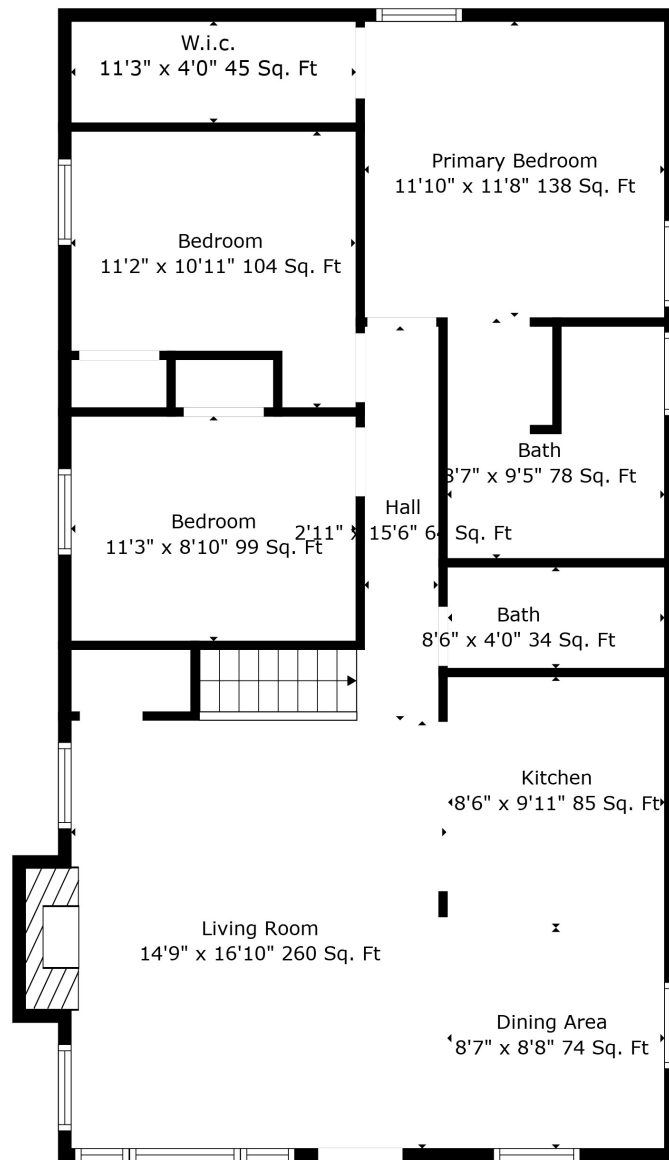 W.i.c.
11'3" x 4'0" 45 Sq. Ft
Primary Bedroom
11'10" x 11'8" 138 Sq. Ft
Bedroom
11'2" x 10'11" 104 Sq. Ft
Bath
8'7" x 9'5" 78 Sq. Ft
Hall
2'11" x 15'6" 64 Sq. Ft
Bedroom
11'3" x 8'10" 99 Sq. Ft
Bath
8'6" x 4'0" 34 Sq. Ft
Kitchen
8'6" x 9'11" 85 Sq. Ft
Living Room
14'9" x 16'10" 260 Sq. Ft
Dining Area
8'7" x 8'8" 74 Sq. Ft